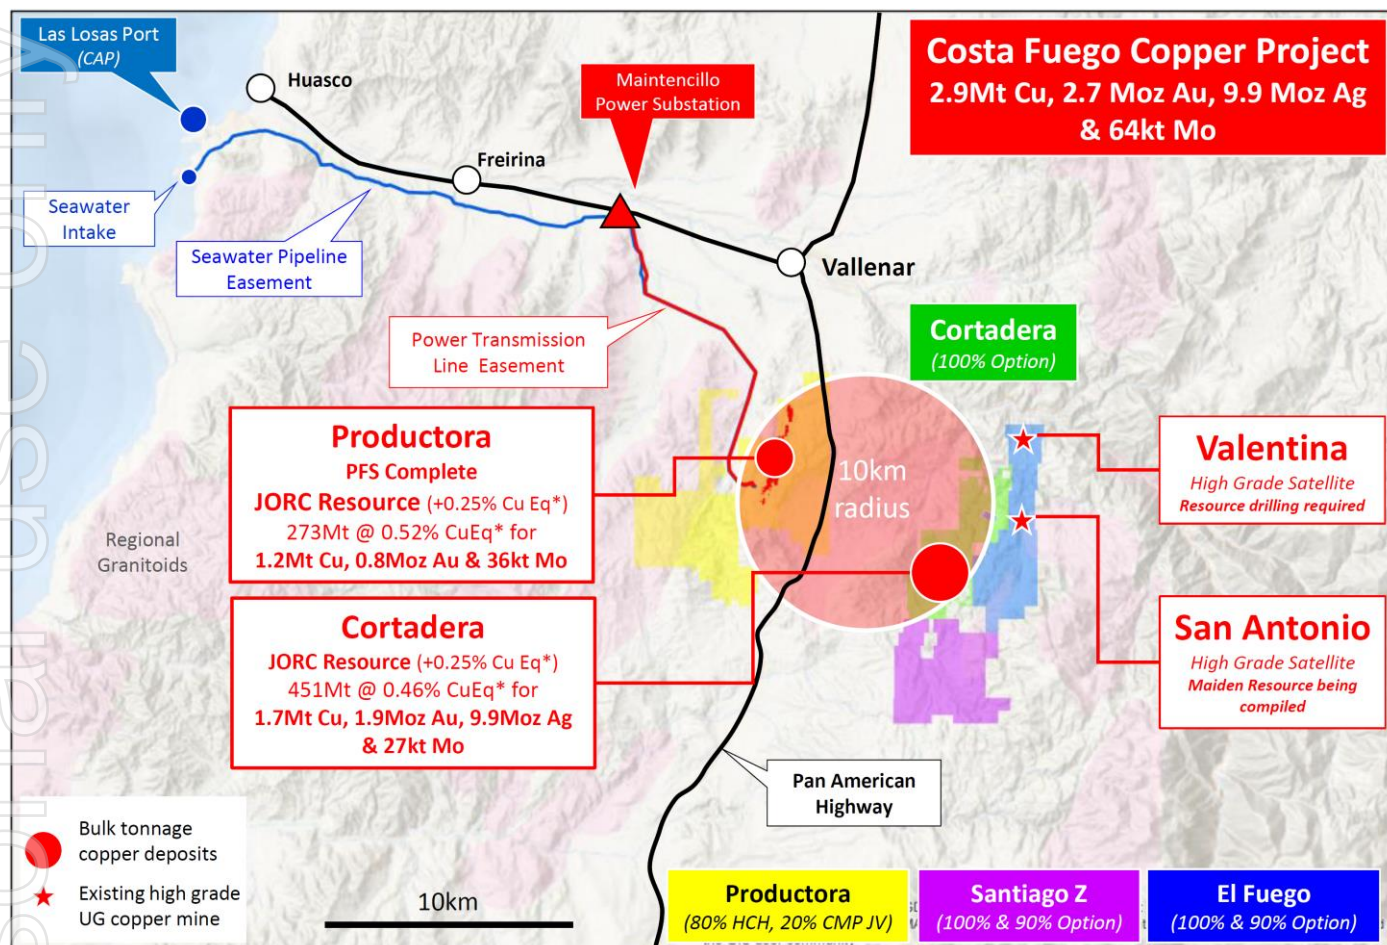 Las Losas Port
(CAP)
Huasco
Maintencillo
Power Substation
Costa Fuego Copper Project
2.9Mt Cu, 2.7 Moz Au, 9.9 Moz Ag
& 64kt Mo
Freirina
Seawater
Intake
Seawater Pipeline
Easement
Vallenar
Power Transmission
Line Easement
Cortadera
(100% Option)
Productora
PFS Complete
JORC Resource (+0.25% Cu Eq*)
273Mt @ 0.52% CuEq* for
1.2Mt Cu, 0.8Moz Au & 36kt Mo
10km
radius
Valentina
High Grade Satellite
Resource drilling required
Regional
Granitoids
Cortadera
JORC Resource (+0.25% Cu Eq*)
451Mt @ 0.46% CuEq* for
1.7Mt Cu, 1.9Moz Au, 9.9Moz Ag
& 27kt Mo
San Antonio
High Grade Satellite
Maiden Resource being
compiled
Pan American
Highway
Bulk tonnage
copper deposits
Existing high grade
UG copper mine
10km
Productora
(80% HCH, 20% CMP JV)
Santiago Z
(100% & 90% Option)
El Fuego
(100% & 90% Option)